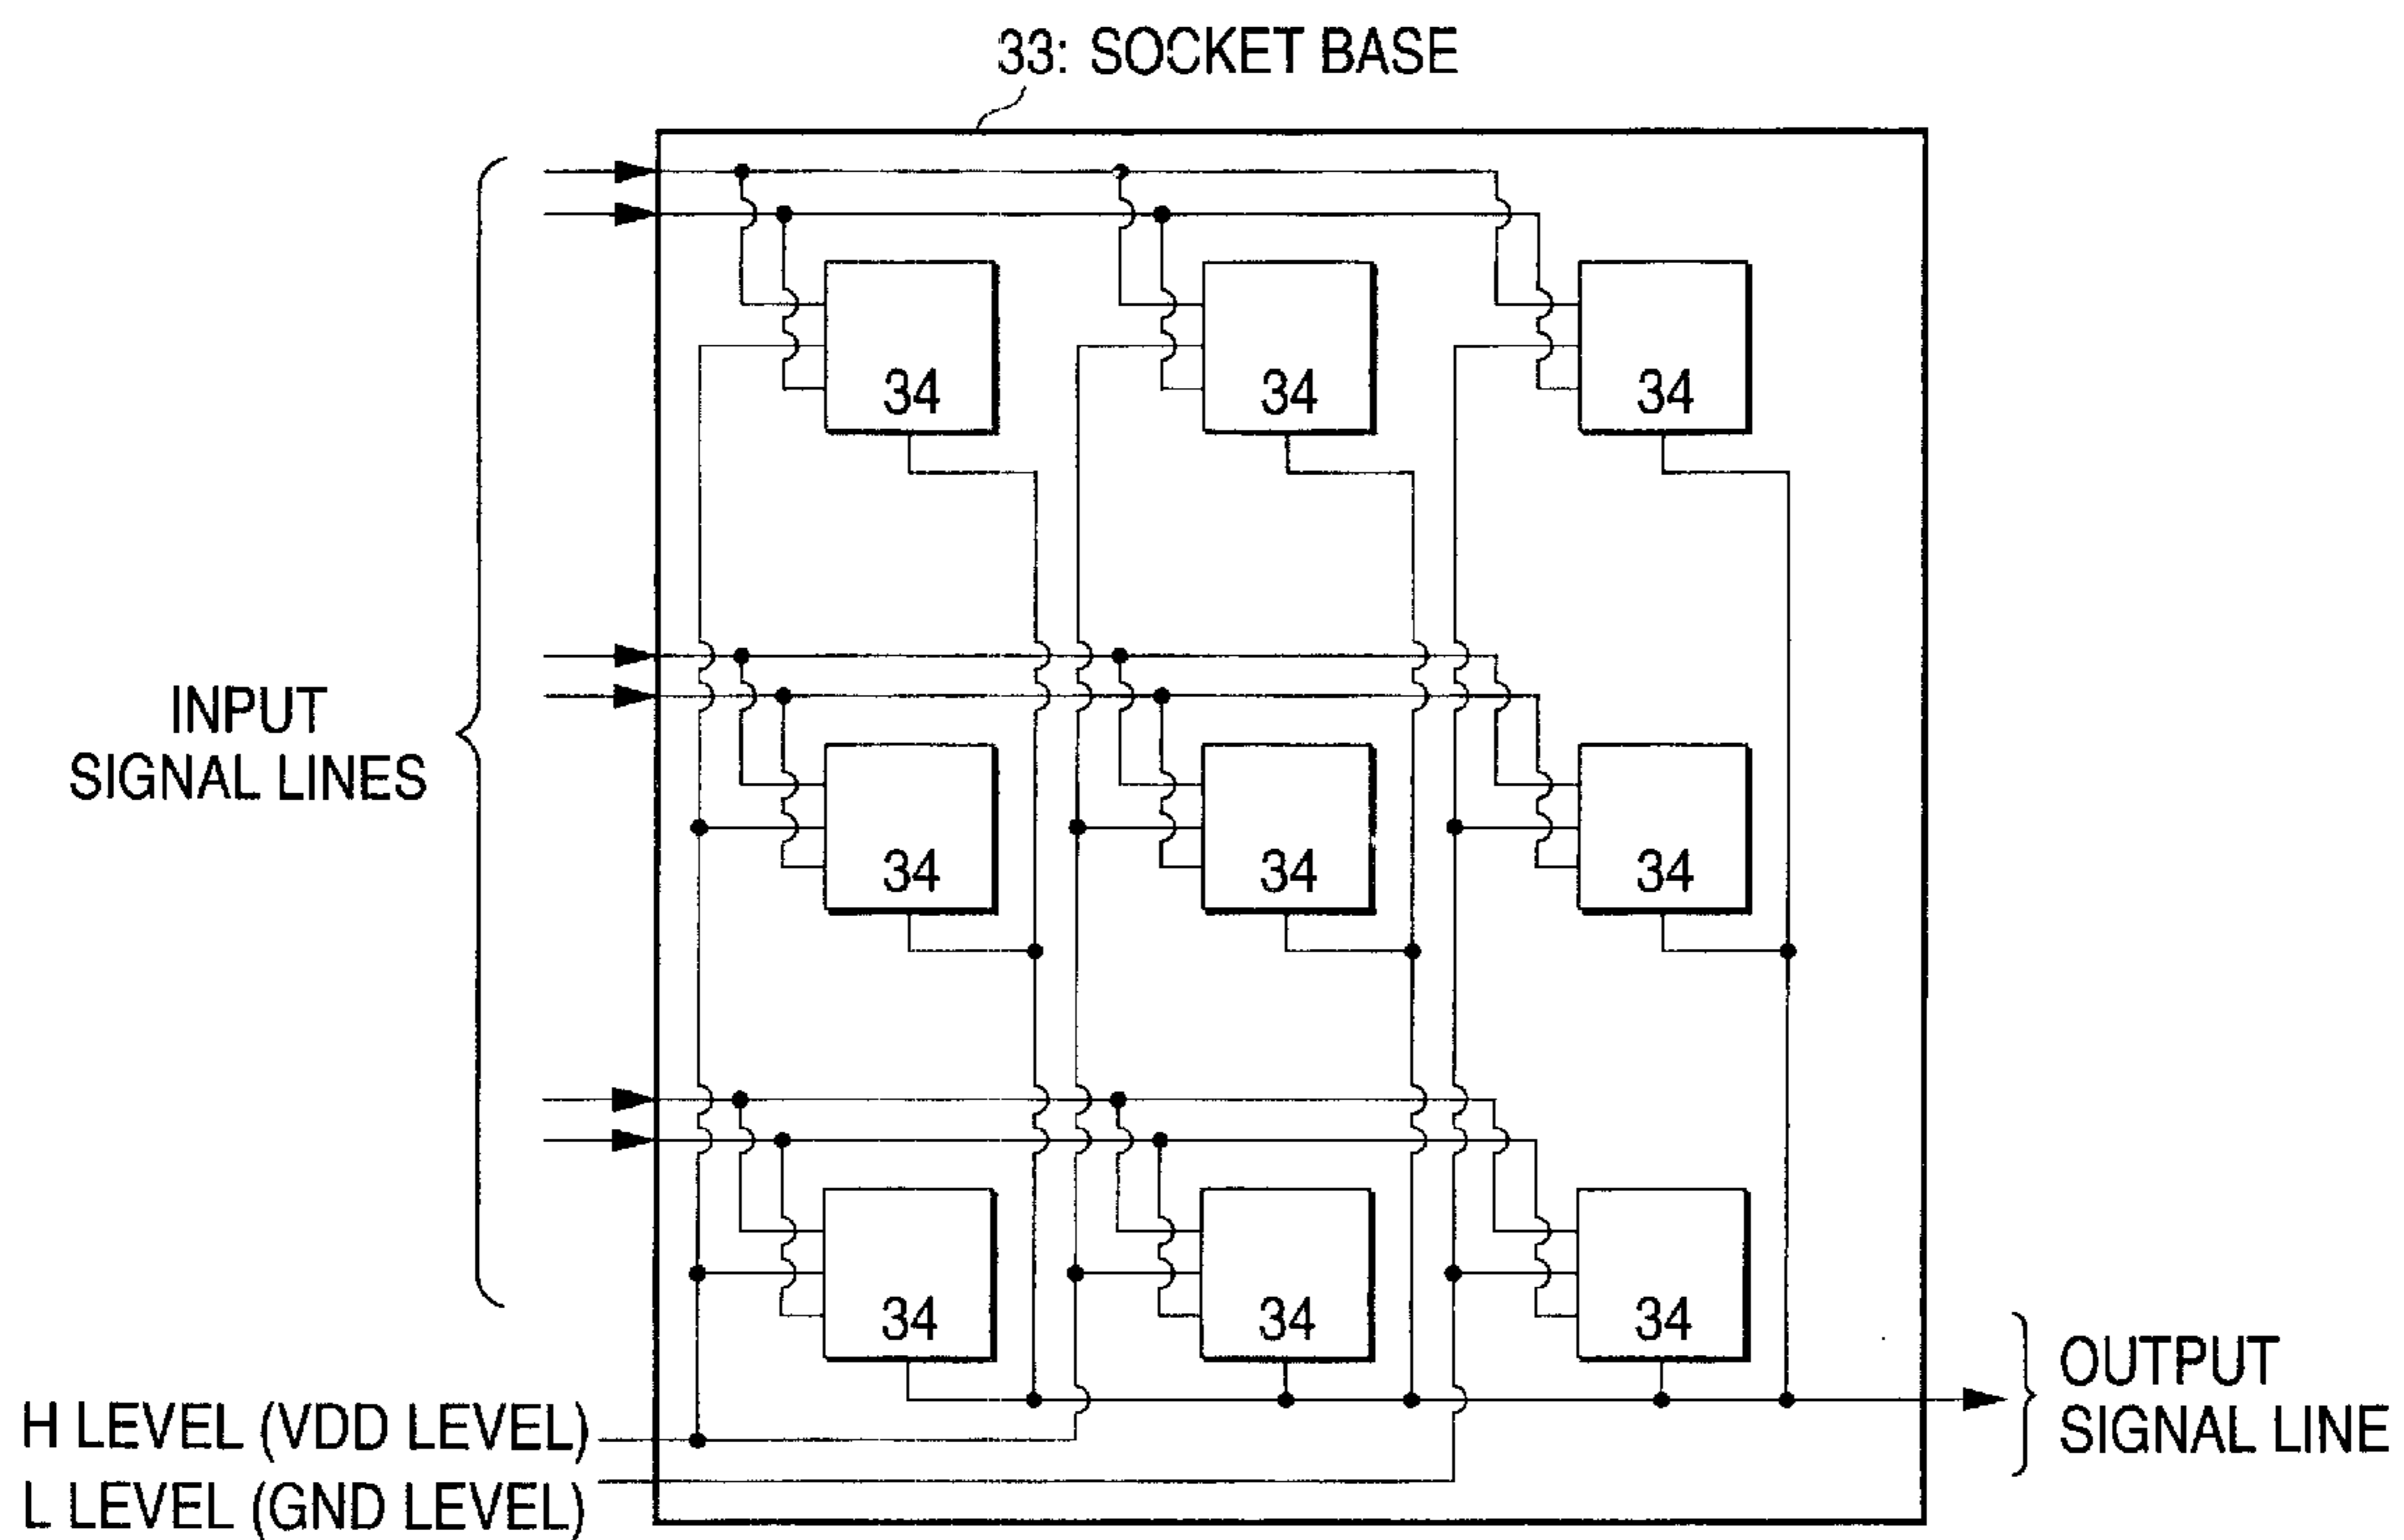 33: SOCKET BASE
34 34 34
INPUT
SIGNAL LINES
34 34 34
34 34 34
OUTPUT
SIGNAL LINE
H LEVEL (VDD LEVEL)
L LEVEL (GND LEVEL)